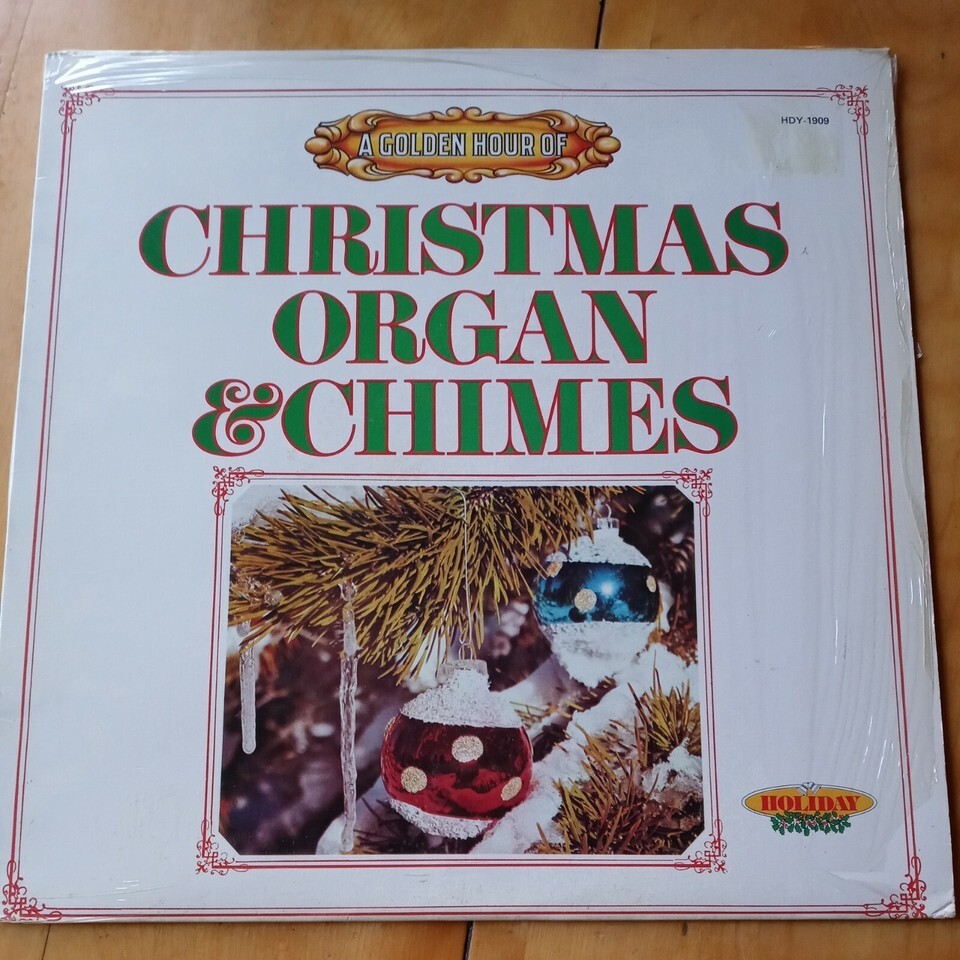 HDY-1909
A GOLDEN HOUR OF
CHRISTMAS
ORGAN
&CHIMES
HOLIDAY